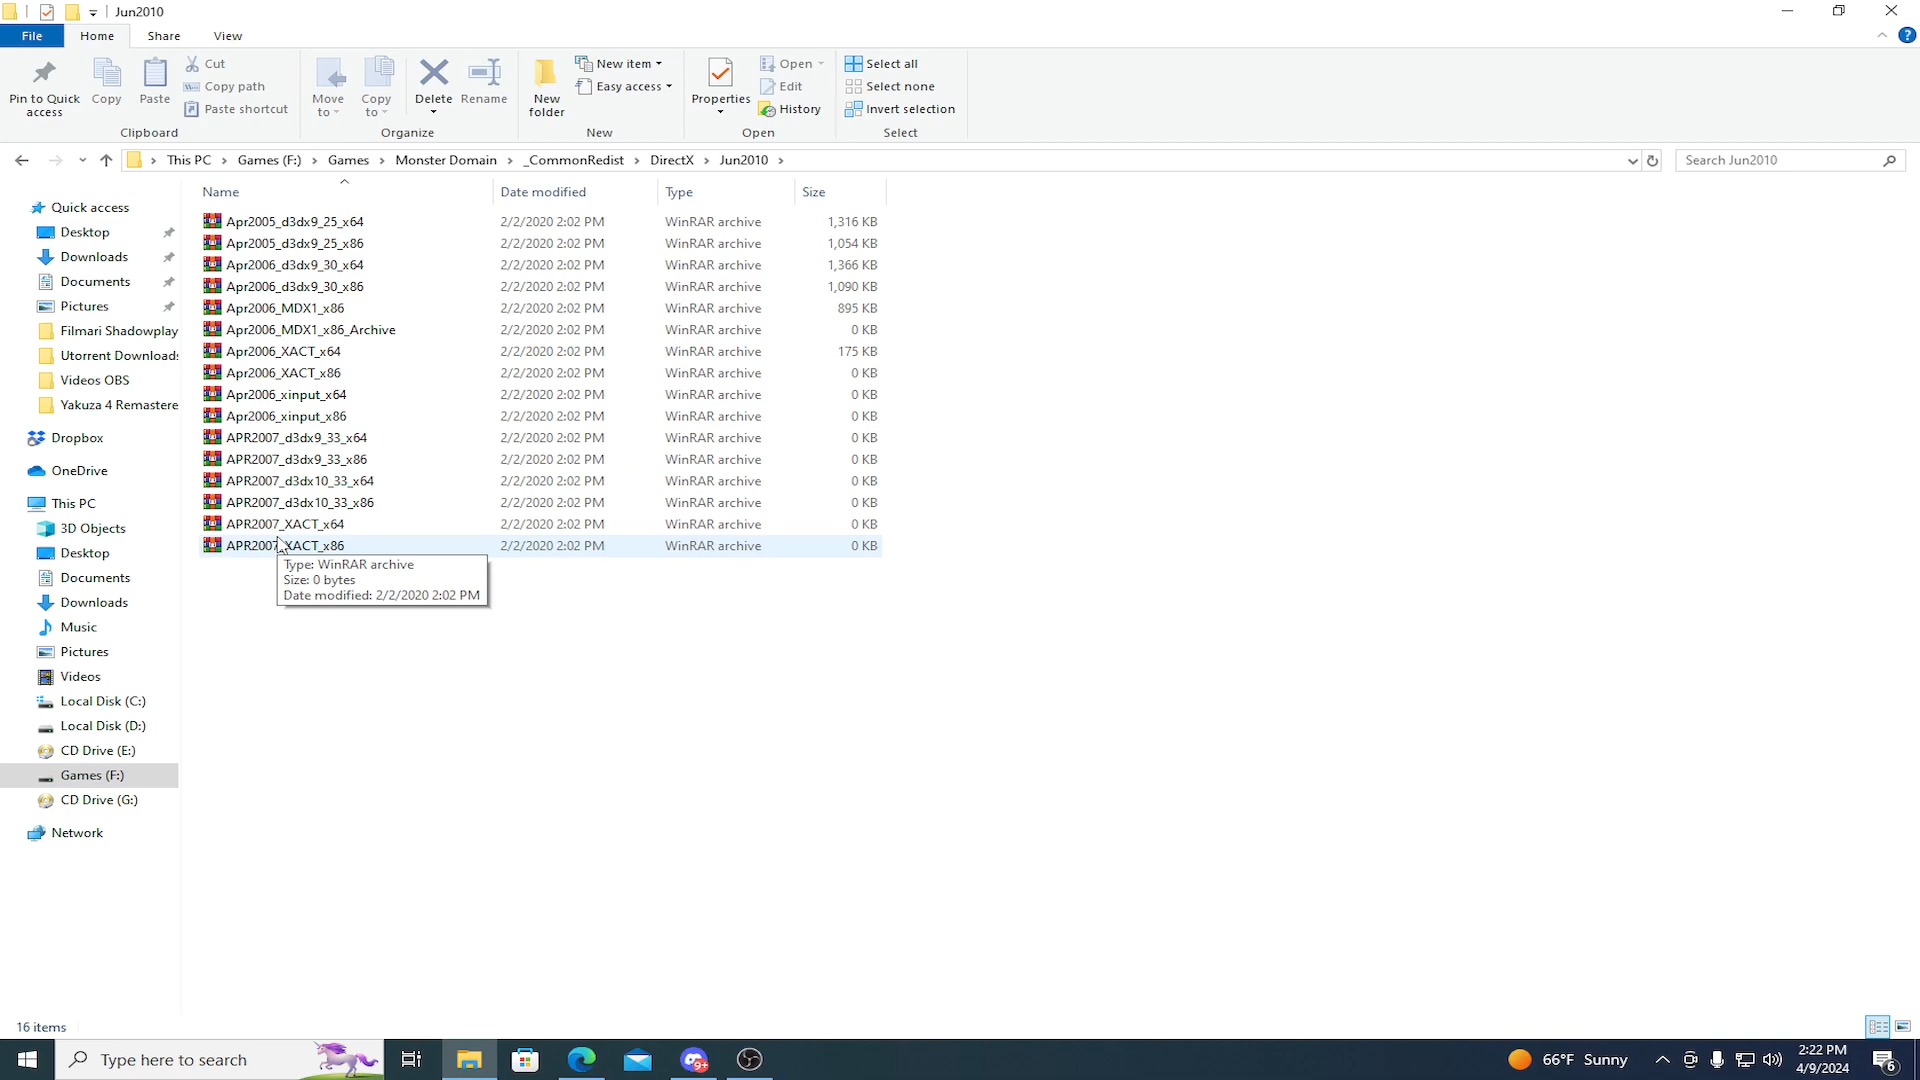 Jun2010
File Home Share View
Pin to Quick access
Copy
Paste
Cut
Copy path
Paste shortcut
Clipboard
Move to
Copy to
Delete
Rename
Organize
New folder
New item
Easy access
New
Properties
Open
Edit
History
Open
Select all
Select none
Invert selection
Select
This PC > Games (F:) > Games > Monster Domain > _CommonRedist > DirectX > Jun2010 >
Search Jun2010
Quick access
Desktop
Downloads
Documents
Pictures
Filmari Shadowplay
Utorrent Downloads
Videos OBS
Yakuza 4 Remastere
Dropbox
OneDrive
This PC
3D Objects
Desktop
Documents
Downloads
Music
Pictures
Videos
Local Disk (C:)
Local Disk (D:)
CD Drive (E:)
Games (F:)
CD Drive (G:)
Network
Name Date modified Type Size
Apr2005_d3dx9_25_x64 2/2/2020 2:02 PM WinRAR archive 1,316 KB
Apr2005_d3dx9_25_x86 2/2/2020 2:02 PM WinRAR archive 1,054 KB
Apr2006_d3dx9_30_x64 2/2/2020 2:02 PM WinRAR archive 1,366 KB
Apr2006_d3dx9_30_x86 2/2/2020 2:02 PM WinRAR archive 1,090 KB
Apr2006_MDX1_x86 2/2/2020 2:02 PM WinRAR archive 895 KB
Apr2006_MDX1_x86_Archive 2/2/2020 2:02 PM WinRAR archive 0 KB
Apr2006_XACT_x64 2/2/2020 2:02 PM WinRAR archive 175 KB
Apr2006_XACT_x86 2/2/2020 2:02 PM WinRAR archive 0 KB
Apr2006_xinput_x64 2/2/2020 2:02 PM WinRAR archive 0 KB
Apr2006_xinput_x86 2/2/2020 2:02 PM WinRAR archive 0 KB
APR2007_d3dx9_33_x64 2/2/2020 2:02 PM WinRAR archive 0 KB
APR2007_d3dx9_33_x86 2/2/2020 2:02 PM WinRAR archive 0 KB
APR2007_d3dx10_33_x64 2/2/2020 2:02 PM WinRAR archive 0 KB
APR2007_d3dx10_33_x86 2/2/2020 2:02 PM WinRAR archive 0 KB
APR2007_XACT_x64 2/2/2020 2:02 PM WinRAR archive 0 KB
APR2007_XACT_x86 2/2/2020 2:02 PM WinRAR archive 0 KB
Type: WinRAR archive
Size: 0 bytes
Date modified: 2/2/2020 2:02 PM
16 items
Type here to search
9+
66°F Sunny
2:22 PM
4/9/2024
6